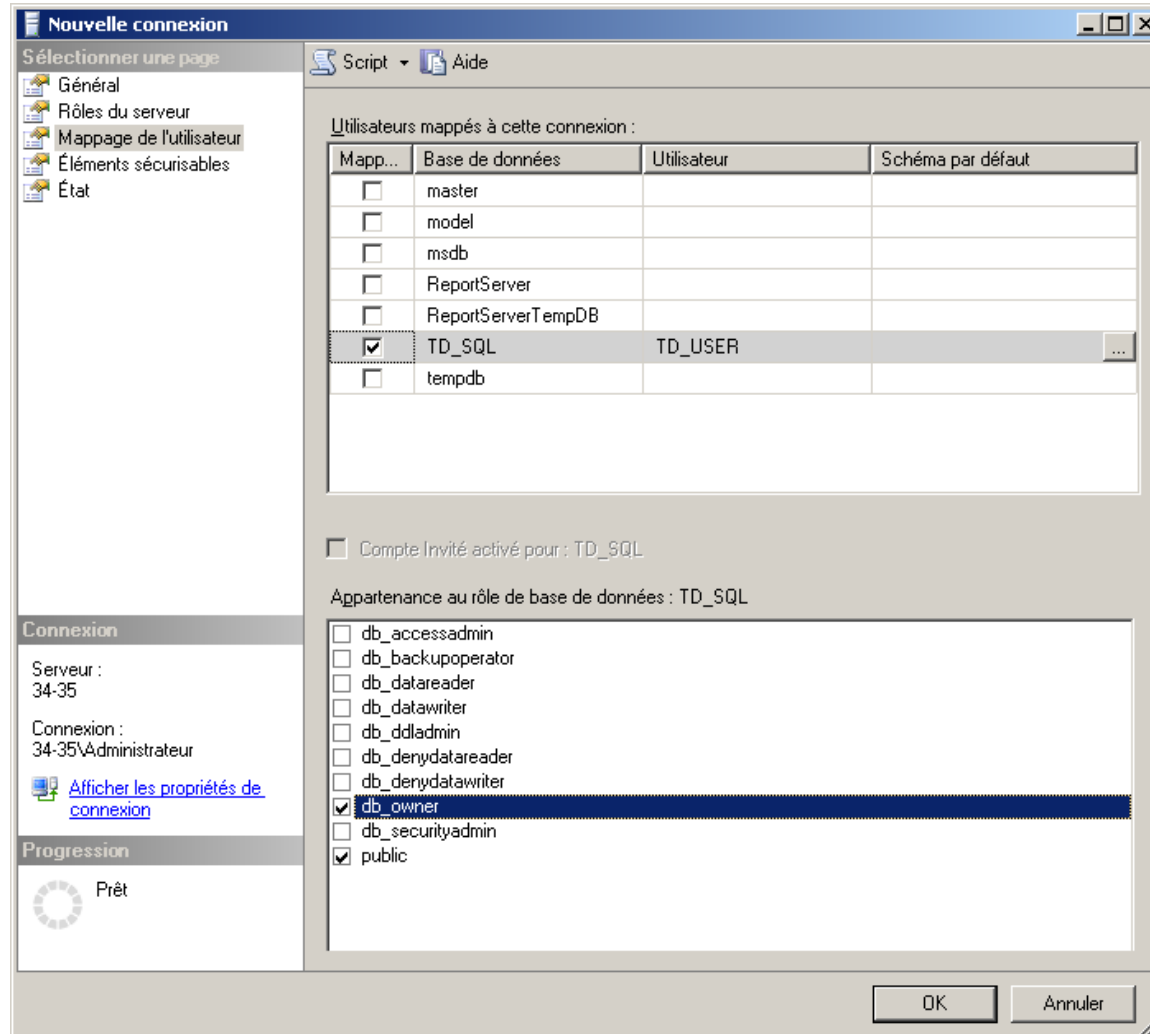 Nouvelle connexion
Sélectionner une page
Général
Rôles du serveur
Mappage de l'utilisateur
Éléments sécurisables
État
Script
Aide
Utilisateurs mappés à cette connexion :
Mapp... Base de données Utilisateur Schéma par défaut
master
model
msdb
ReportServer
ReportServerTempDB
TD_SQL TD_USER ...
tempdb
Compte Invité activé pour : TD_SQL
Appartenance au rôle de base de données : TD_SQL
db_accessadmin
db_backupoperator
db_datareader
db_datawriter
db_ddladmin
db_denydatareader
db_denydatawriter
db_owner
db_securityadmin
public
Connexion
Serveur :
34-35
Connexion :
34-35\Administrateur
Afficher les propriétés de
connexion
Progression
Prêt
OK Annuler